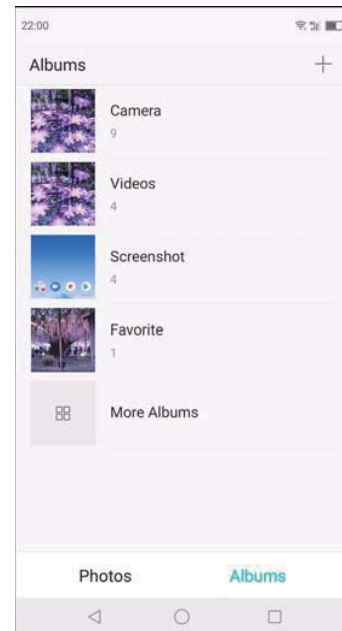 22:00
Albums
Camera
9
Videos
4
Screenshot
4
Favorite
1
More Albums
Photos
Albums